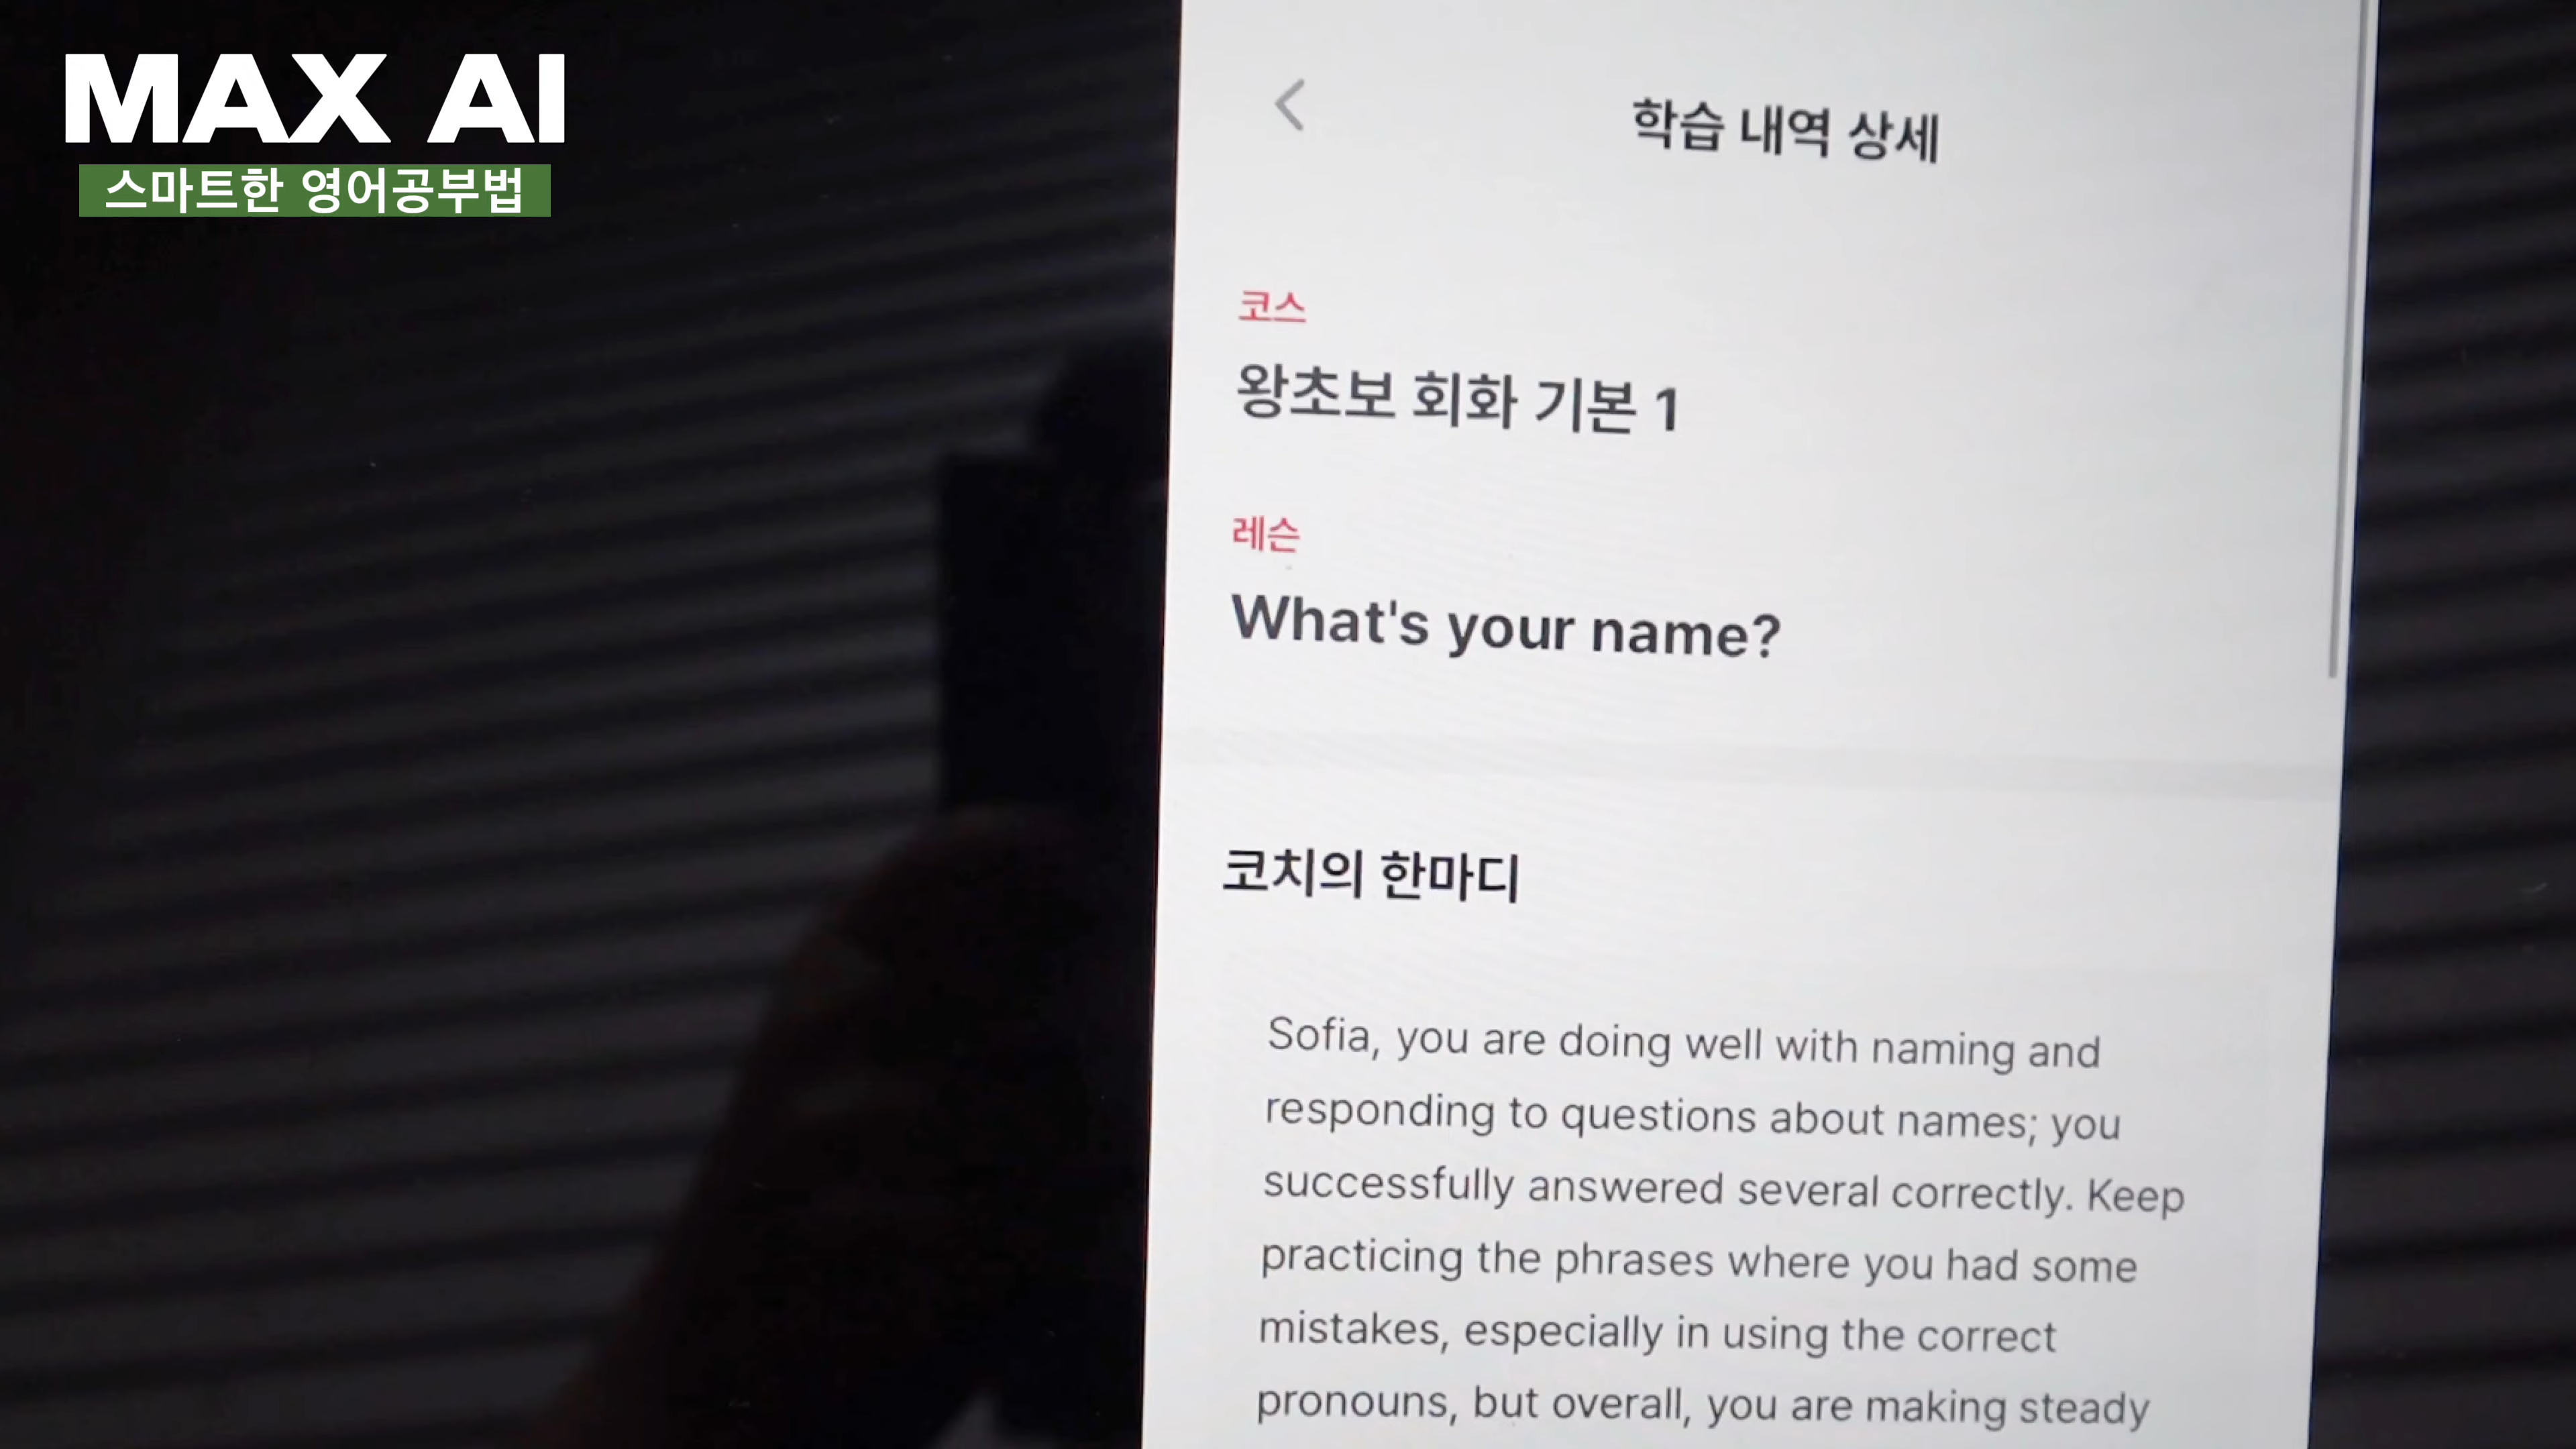 MAX AI
스마트한 영어공부법
학습 내역 상세
코스
왕초보 회화 기본 1
레슨
What's your name?
코치의 한마디
Sofia, you are doing well with naming and
responding to questions about names; you
successfully answered several correctly. Keep
practicing the phrases where you had some
mistakes, especially in using the correct
pronouns, but overall, you are making steady